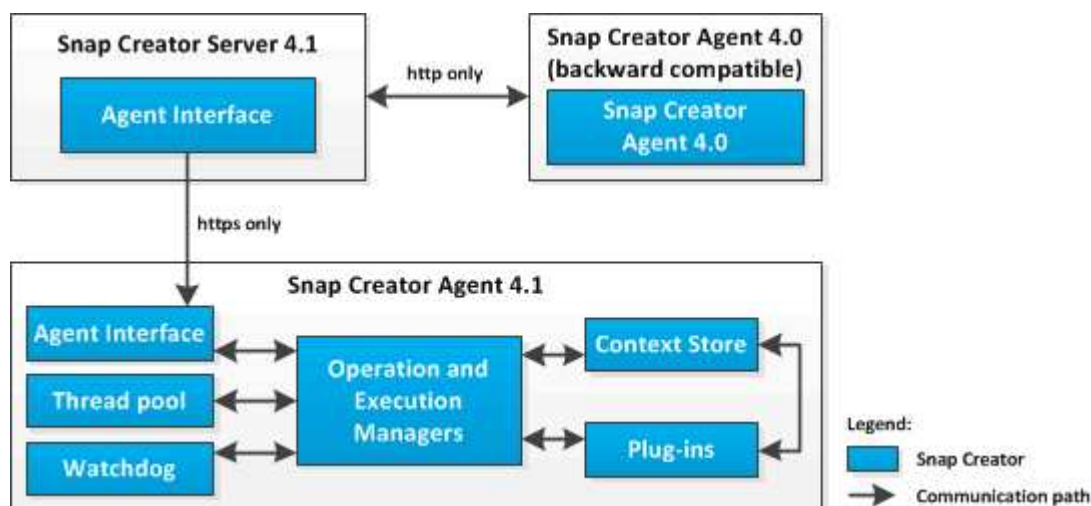 Snap Creator Server 4.1
Agent Interface
http only
Snap Creator Agent 4.0
(backward compatible)
Snap Creator
Agent 4.0
https only
Snap Creator Agent 4.1
Agent Interface
Thread pool
Watchdog
Operation and
Execution
Managers
Context Store
Plug-ins
Legend:
Snap Creator
Communication path